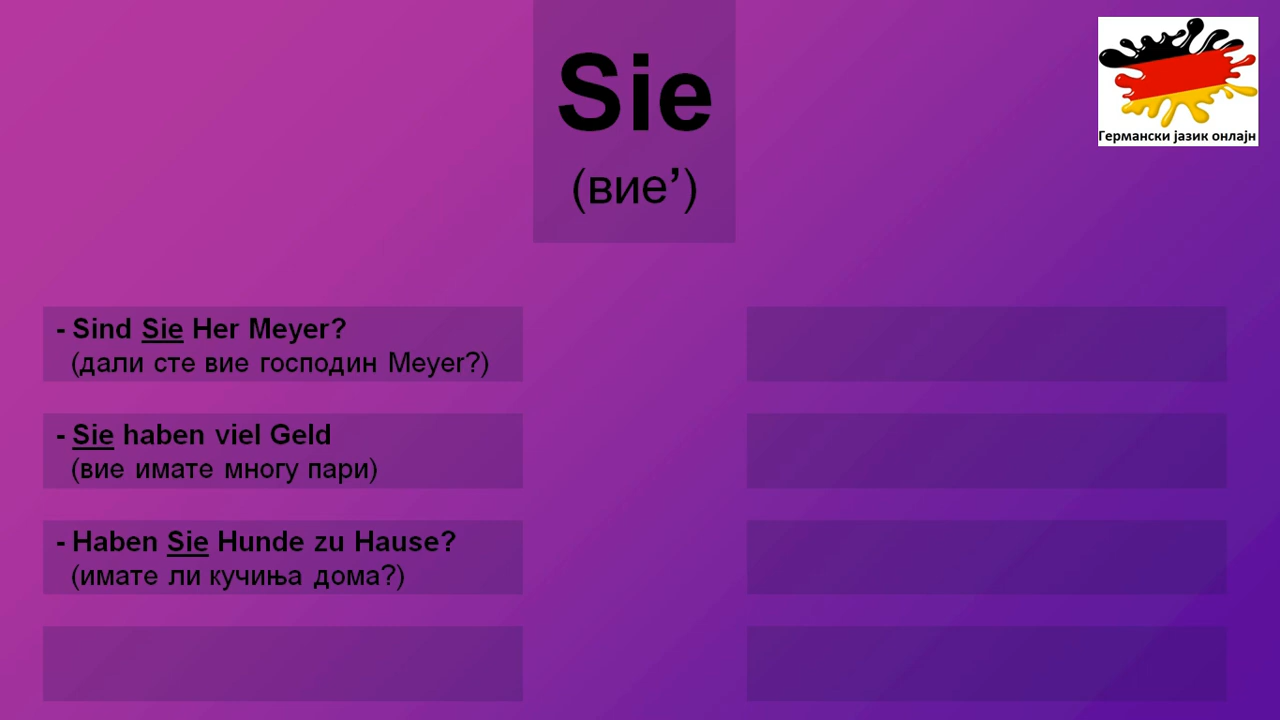 Sie
(вие’)
Германски јазик онлајн
- Sind Sie Her Meyer?
(дали сте вие господин Meyer?)
- Sie haben viel Geld
(вие имате многу пари)
- Haben Sie Hunde zu Hause?
(имате ли кучиња дома?)